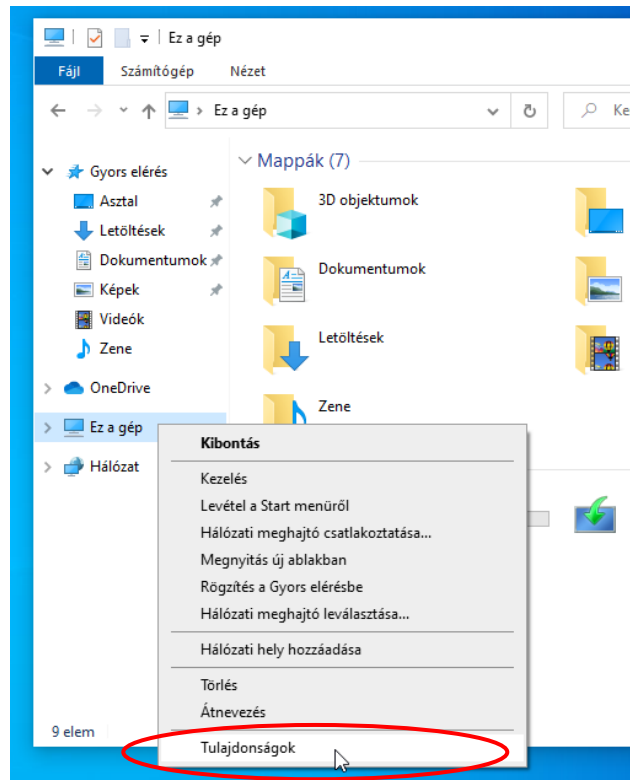 Ez a gép
Fájl Számítógép Nézet
Ez a gép
Ke
Gyors elérés
Asztal
Letöltések
Dokumentumok
Képek
Videók
Zene
OneDrive
Ez a gép
Hálózat
Mappák (7)
3D objektumok
Dokumentumok
Letöltések
Zene
Kibontás
Kezelés
Levétel a Start menüről
Hálózati meghajtó csatlakoztatása...
Megnyitás új ablakban
Rögzítés a Gyors elérésbe
Hálózati meghajtó leválasztása...
Hálózati hely hozzáadása
Törlés
Átnevezés
Tulajdonságok
9 elem